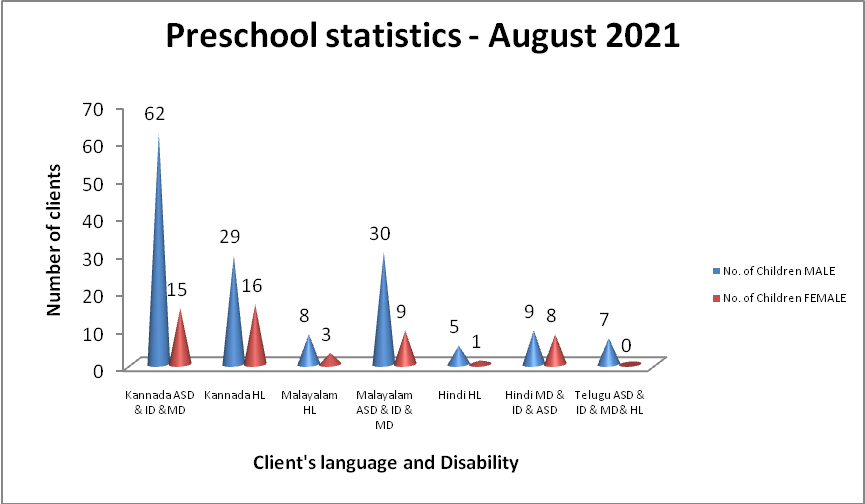 Preschool statistics - August 2021
Number of clients
70
60
50
40
30
20
10
0
62
15
29
16
8
3
30
9
5
1
9
8
7
0
Kannada ASD
& ID &MD
Kannada HL
Malayalam
HL
Malayalam
ASD & ID &
MD
Hindi HL
Hindi MD &
ID & ASD
Telugu ASD &
ID & MD& HL
Client's language and Disability
No. of Children MALE
No. of Children FEMALE